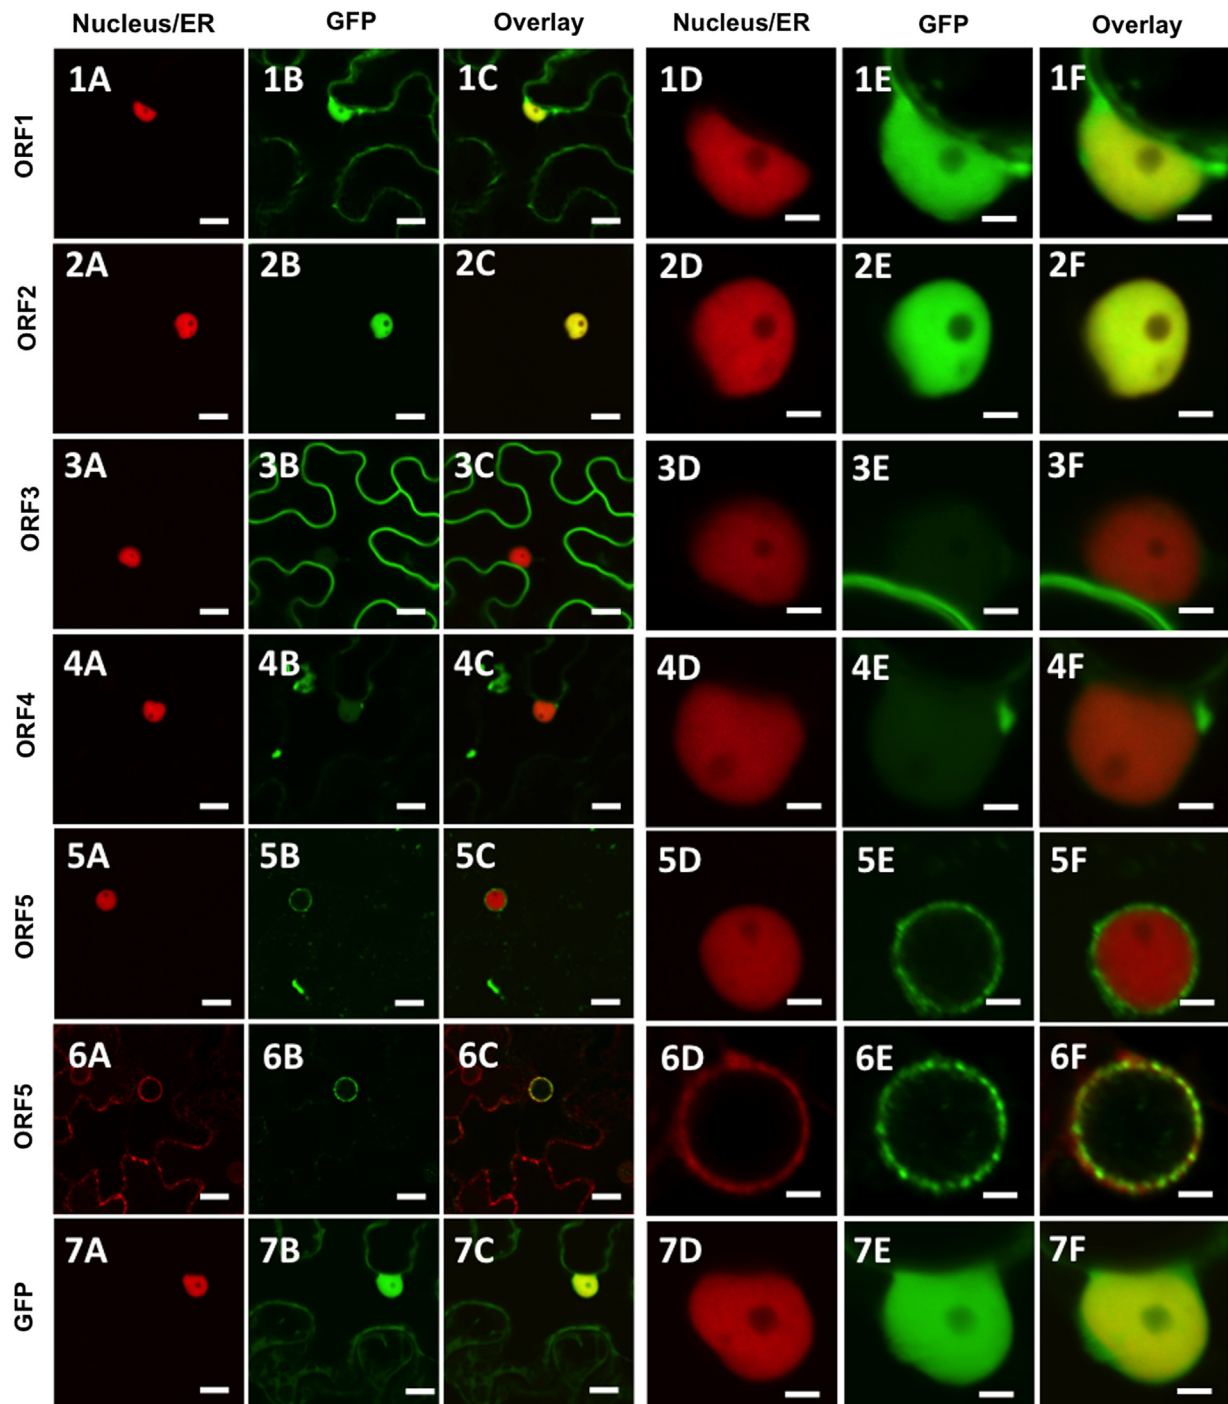 Nucleus/ER GFP Overlay Nucleus/ER GFP Overlay
ORF1 1A 1B 1C 1D 1E 1F
ORF2 2A 2B 2C 2D 2E 2F
ORF3 3A 3B 3C 3D 3E 3F
ORF4 4A 4B 4C 4D 4E 4F
ORF5 5A 5B 5C 5D 5E 5F
ORF5 6A 6B 6C 6D 6E 6F
GFP 7A 7B 7C 7D 7E 7F